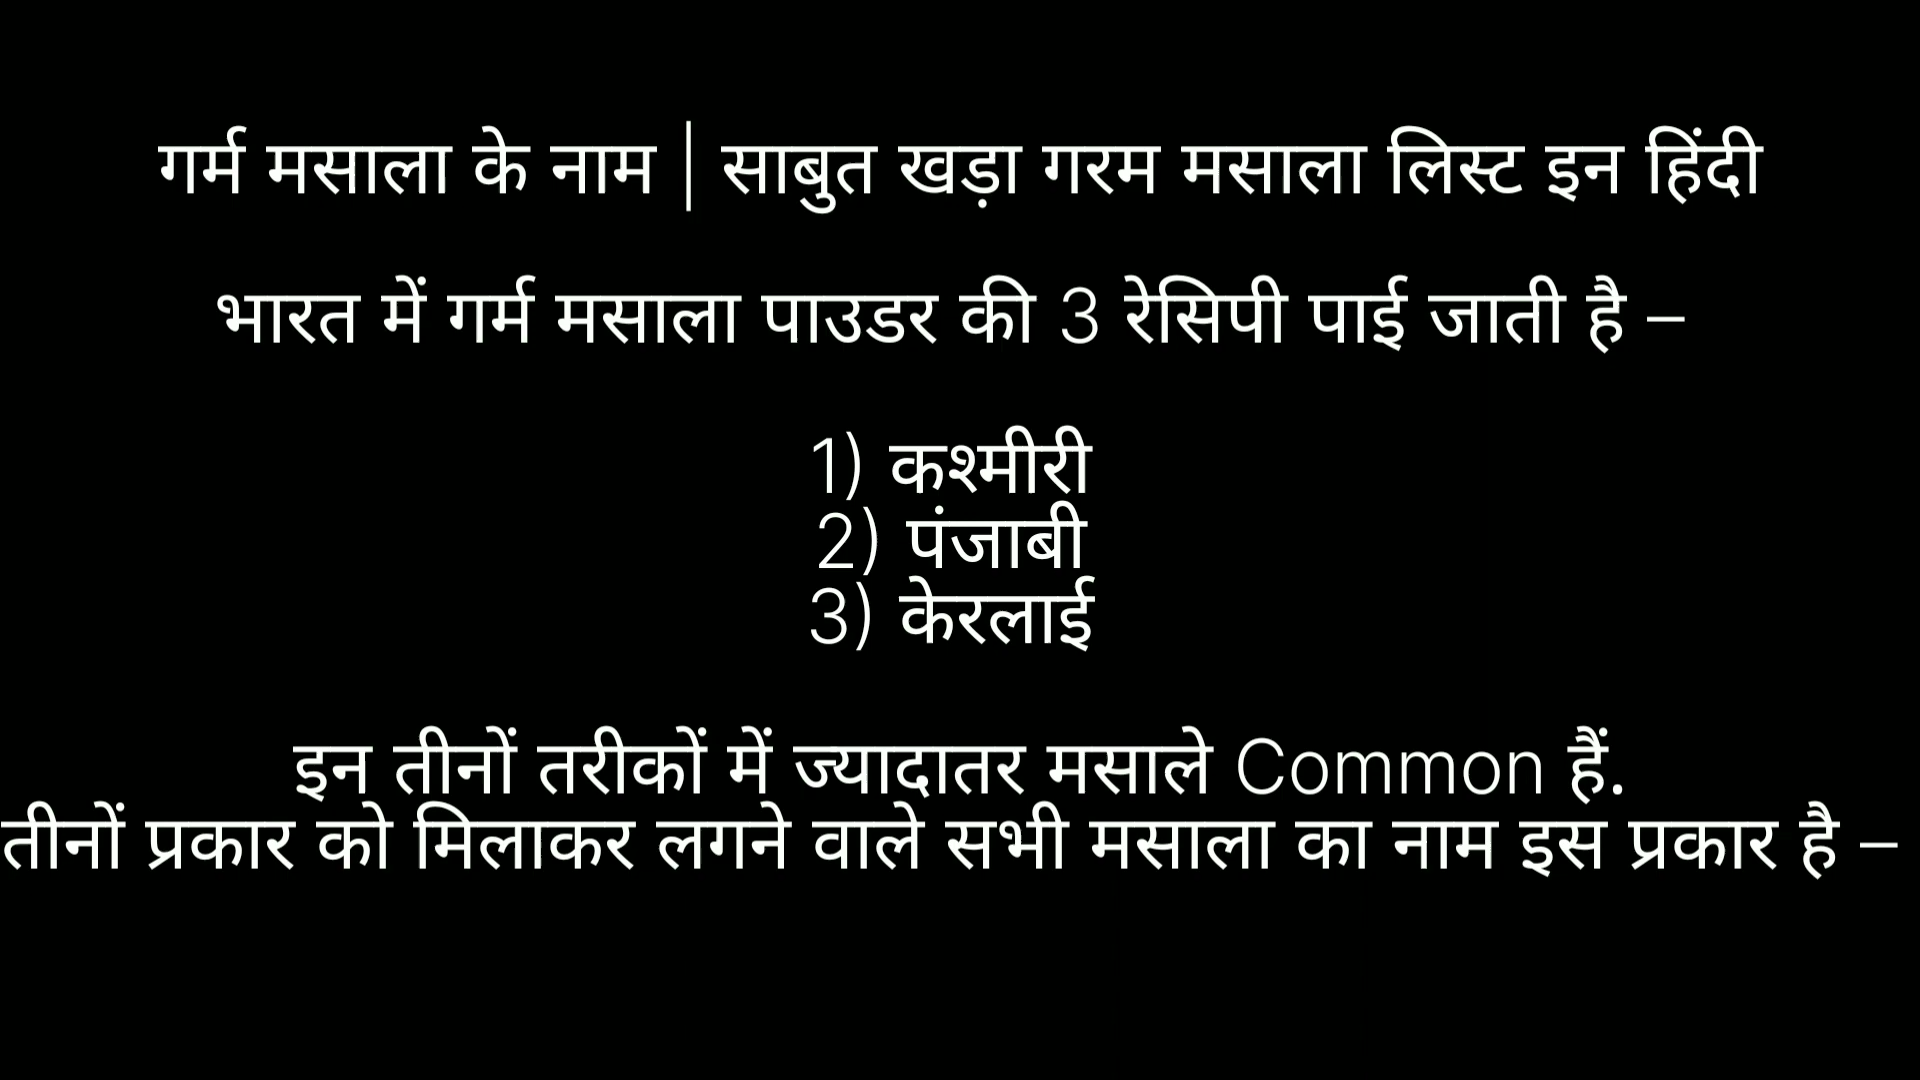 गर्म मसाला के नाम | साबुत खड़ा गरम मसाला लिस्ट इन हिंदी
भारत में गर्म मसाला पाउडर की 3 रेसिपी पाई जाती है –
1) कश्मीरी
2) पंजाबी
3) केरलाई
इन तीनों तरीकों में ज्यादातर मसाले Common हैं.
तीनों प्रकार को मिलाकर लगने वाले सभी मसाला का नाम इस प्रकार है –